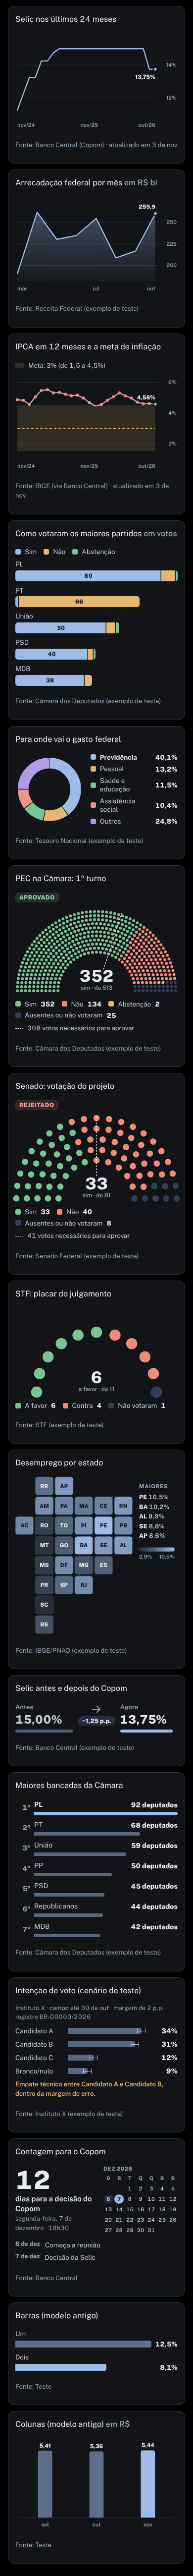 Selic nos últimos 24 meses
14%
13,75%
12%
nov/24 nov/25 out/26
Fonte: Banco Central (Copom) · atualizado em 3 de nov
Arrecadação federal por mês em R$ bi
259,9
250
225
200
mar jul out
Fonte: Receita Federal (exemplo de teste)
IPCA em 12 meses e a meta de inflação
Meta: 3% (de 1,5 a 4,5%)
6%
4,58%
4%
2%
nov/24 nov/25 out/26
Fonte: IBGE (via Banco Central) · atualizado em 3 de
nov
Como votaram os maiores partidos em votos
Sim Não Abstenção
PL
80
PT
66
União
50
PSD
40
MDB
38
Fonte: Câmara dos Deputados (exemplo de teste)
Para onde vai o gasto federal
Previdência 40,1%
Pessoal 13,2%
Saúde e
educação 11,5%
Assistência
social 10,4%
Outros 24,8%
Fonte: Tesouro Nacional (exemplo de teste)
PEC na Câmara: 1º turno
APROVADO
352
sim · de 513
Sim 352 Não 134 Abstenção 2
Ausentes ou não votaram 25
308 votos necessários para aprovar
Fonte: Câmara dos Deputados (exemplo de teste)
Senado: votação do projeto
REJEITADO
33
sim · de 81
Sim 33 Não 40
Ausentes ou não votaram 8
41 votos necessários para aprovar
Fonte: Senado Federal (exemplo de teste)
STF: placar do julgamento
6
a favor · de 11
A favor 6 Contra 4 Não votaram 1
Fonte: STF (exemplo de teste)
Desemprego por estado
RR AP
AM PA MA CE RN
AC RO TO PI PE PB
MT GO BA SE AL
MS DF MG ES
PR SP RJ
SC
RS
MAIORES
PE 10,5%
BA 10,2%
AL 8,9%
SE 8,8%
AP 8,6%
2,9% 10,5%
Fonte: IBGE/PNAD (exemplo de teste)
Selic antes e depois do Copom
Antes → Agora
15,00% −1,25 p.p. 13,75%
Fonte: Banco Central (exemplo de teste)
Maiores bancadas da Câmara
1º PL 92 deputados
2º PT 68 deputados
3º União 59 deputados
4º PP 50 deputados
5º PSD 45 deputados
6º Republicanos 44 deputados
7º MDB 42 deputados
Fonte: Câmara dos Deputados (exemplo de teste)
Intenção de voto (cenário de teste)
Instituto X · campo até 30 de out · margem de 2 p.p. ·
registro BR-00000/2026
Candidato A 34%
Candidato B 31%
Candidato C 12%
Branco/nulo 9%
Empate técnico entre Candidato A e Candidato B,
dentro da margem de erro.
Fonte: Instituto X (exemplo de teste)
Contagem para o Copom
12
dias para a decisão do
Copom
segunda-feira, 7 de
dezembro · 18h30
6 de dez Começa a reunião
7 de dez Decisão da Selic
DEZ 2026
D S T Q Q S S
1 2 3 4 5
6 7 8 9 10 11 12
13 14 15 16 17 18 19
20 21 22 23 24 25 26
27 28 29 30 31
Fonte: Banco Central
Barras (modelo antigo)
Um
12,5%
Dois
8,1%
Fonte: Teste
Colunas (modelo antigo) em R$
5,41 5,36 5,44
set out nov
Fonte: Teste